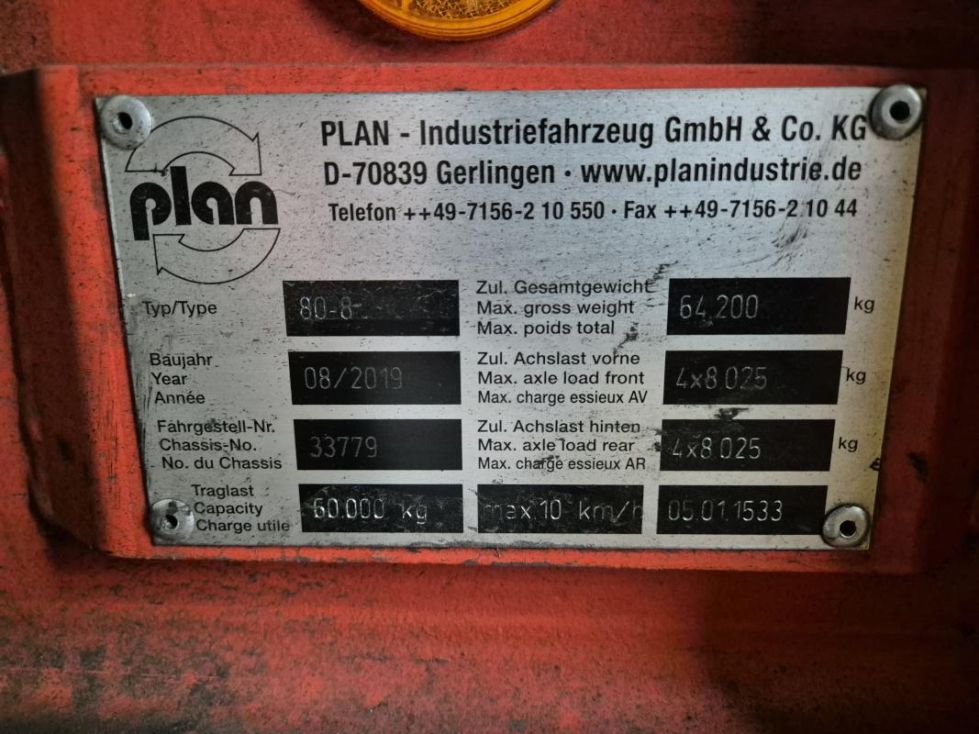 plan
PLAN - Industriefahrzeug GmbH & Co. KG
D-70839 Gerlingen · www.planindustrie.de
Telefon ++49-7156-2 10 550 · Fax ++49-7156-2 10 44
Typ/Type
80-8-
Zul. Gesamtgewicht
Max. gross weight
Max. poids total
64.200
kg
Baujahr
Year
Année
08/2019
Zul. Achslast vorne
Max. axle load front
Max. charge essieux AV
4x8.025
kg
Fahrgestell-Nr.
Chassis-No.
No. du Chassis
33779
Zul. Achslast hinten
Max. axle load rear
Max. charge essieux AR
4x8.025
kg
Traglast
Capacity
Charge utile
60.000 kg
max.10 km/h
05.01.1533